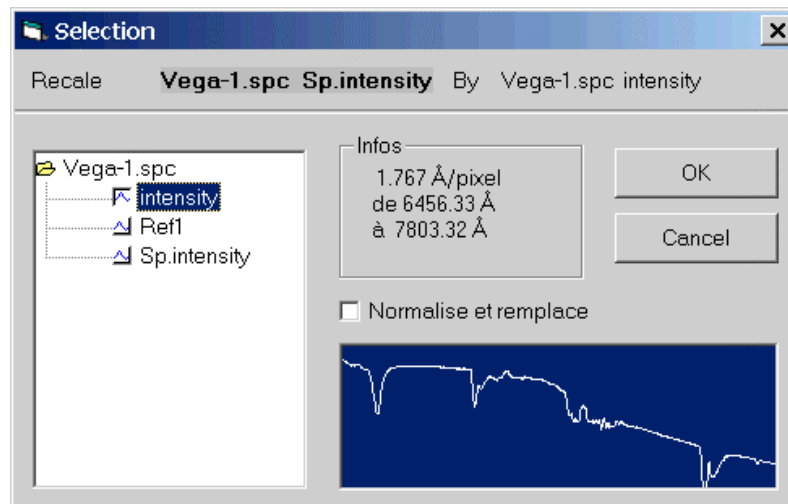 Selection
Recale Vega-1.spc Sp.intensity By Vega-1.spc intensity
Vega-1.spc
intensity
Ref1
Sp.intensity
Infos
1.767 Å/pixel
de 6456.33 Å
à 7803.32 Å
OK
Cancel
Normalise et remplace